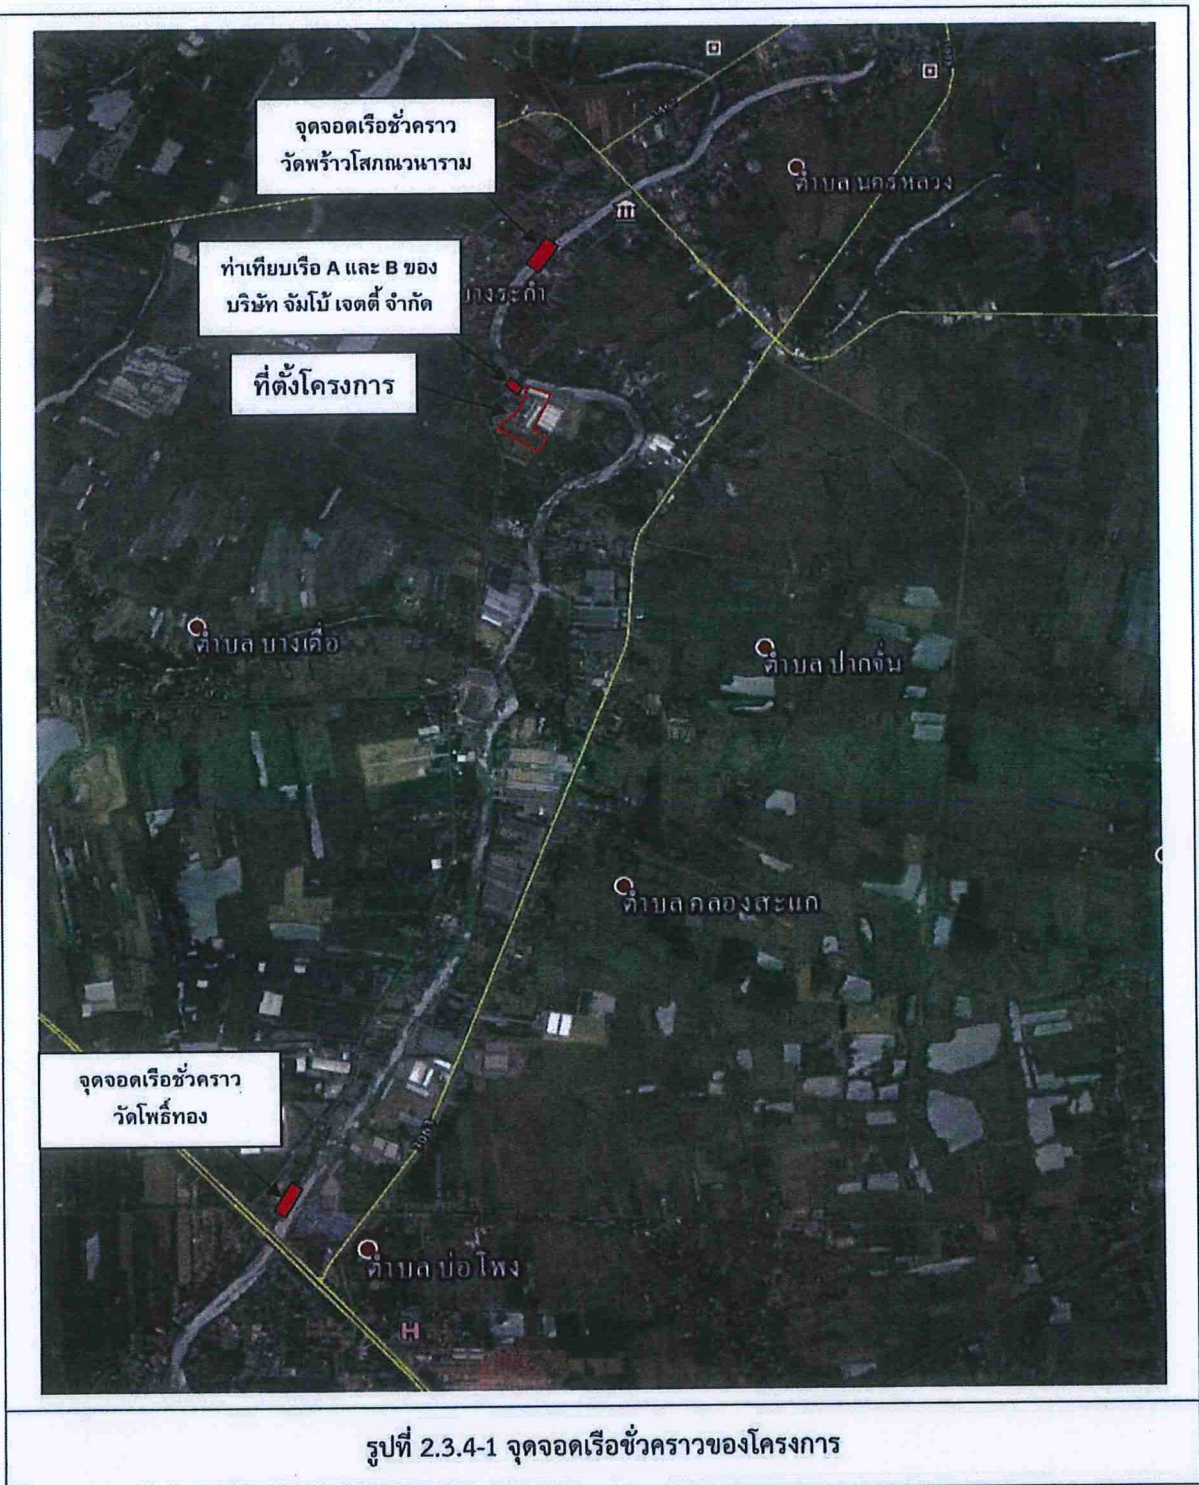 จุดจอดเรือชั่วคราว
วัดพร้าวโสภณวนาราม
ตำบล นครหลวง
ท่าเทียบเรือ A และ B ของ
บริษัท จัมโบ้ เจตตี้ จำกัด
บางระกำ
ที่ตั้งโครงการ
ตำบล บางเดื่อ
ตำบล ปากจั่น
ตำบล คลองสะแก
จุดจอดเรือชั่วคราว
วัดโพธิ์ทอง
ตำบล บ่อโพง
H
รูปที่ 2.3.4-1 จุดจอดเรือชั่วคราวของโครงการ